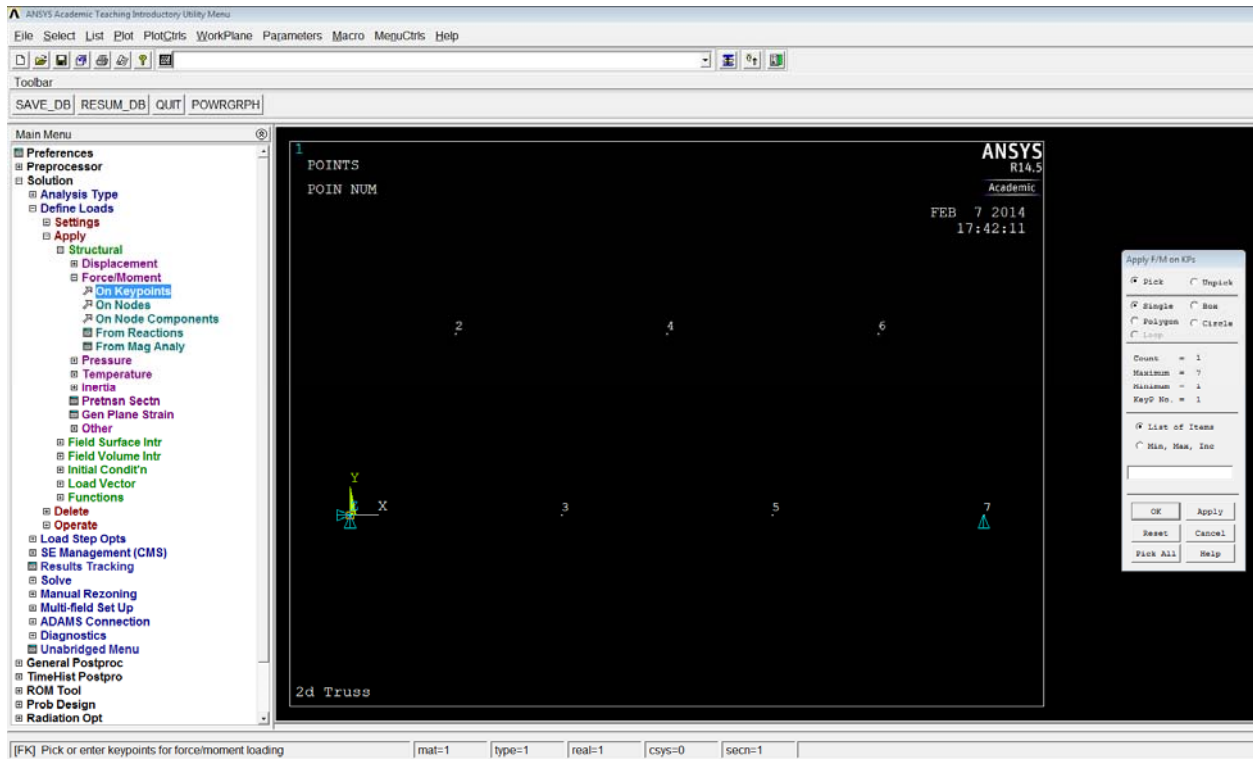 ANSYS Academic Teaching Introductory Utility Menu
File Select List Plot PlotCtrls WorkPlane Parameters Macro MenuCtrls Help
Toolbar
SAVE_DB RESUM_DB QUIT POWRGRPH
Main Menu
Preferences
Preprocessor
Solution
Analysis Type
Define Loads
Settings
Apply
Structural
Displacement
Force/Moment
On Keypoints
On Nodes
On Node Components
From Reactions
From Mag Analy
Pressure
Temperature
Inertia
Pretnsn Sectn
Gen Plane Strain
Other
Field Surface Intr
Field Volume Intr
Initial Condit'n
Load Vector
Functions
Delete
Operate
Load Step Opts
SE Management (CMS)
Results Tracking
Solve
Manual Rezoning
Multi-field Set Up
ADAMS Connection
Diagnostics
Unabridged Menu
General Postproc
TimeHist Postpro
ROM Tool
Prob Design
Radiation Opt
1
POINTS
POIN NUM
ANSYS
R14.5
Academic
FEB 7 2014
17:42:11
2 4 6
Y
X 3 5 7
2d Truss
Apply F/M on KPs
Pick Unpick
Single Box
Polygon Circle
Loop
Count = 1
Maximum = 7
Minimum = 1
KeyP No. = 1
List of Items
Min, Max, Inc
OK Apply
Reset Cancel
Pick All Help
[FK] Pick or enter keypoints for force/moment loading mat=1 type=1 real=1 csys=0 secn=1